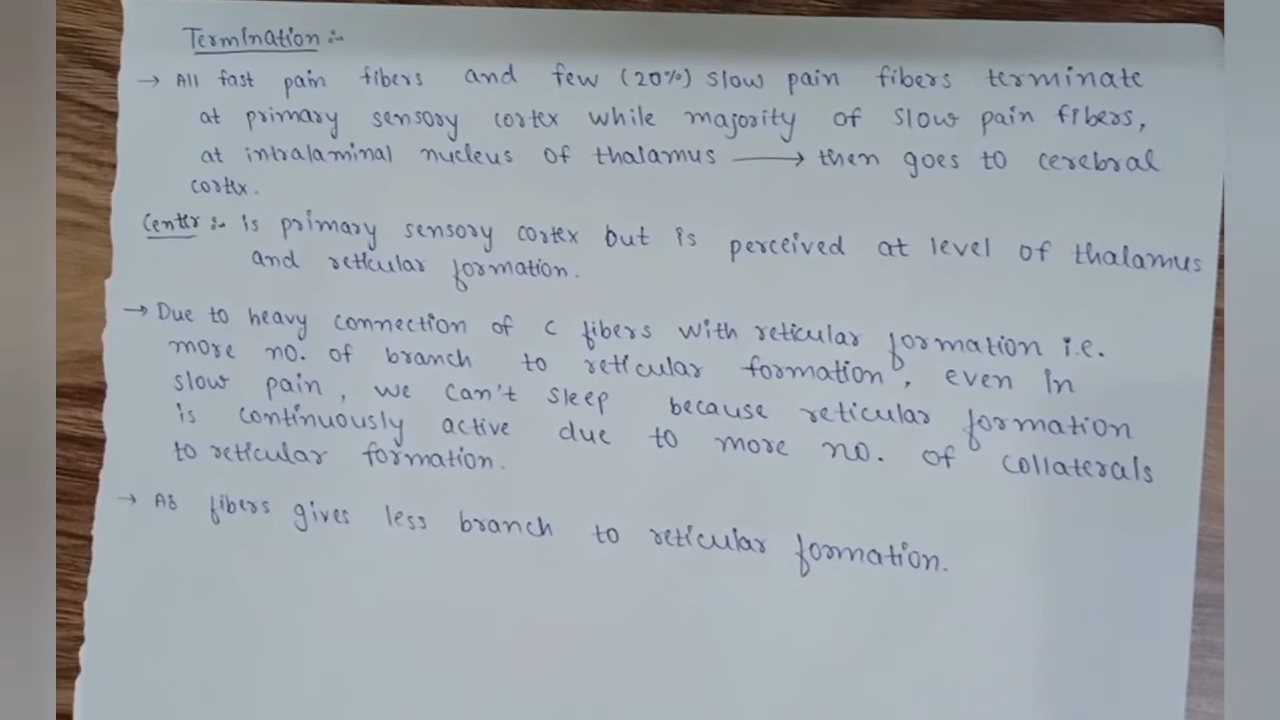 Termination :-
→ All fast pain fibers and few (20%) slow pain fibers terminate
at primary sensory cortex while majority of slow pain fibers,
at intralaminal nucleus of thalamus ⟶ then goes to cerebral
cortex.
Center :- is primary sensory cortex but is perceived at level of thalamus
and reticular formation.
→ Due to heavy connection of C fibers with reticular formation i.e.
more no. of branch to reticular formation, even in
slow pain, we can't sleep because reticular formation
is continuously active due to more no. of collaterals
to reticular formation.
→ Aδ fibers gives less branch to reticular formation.